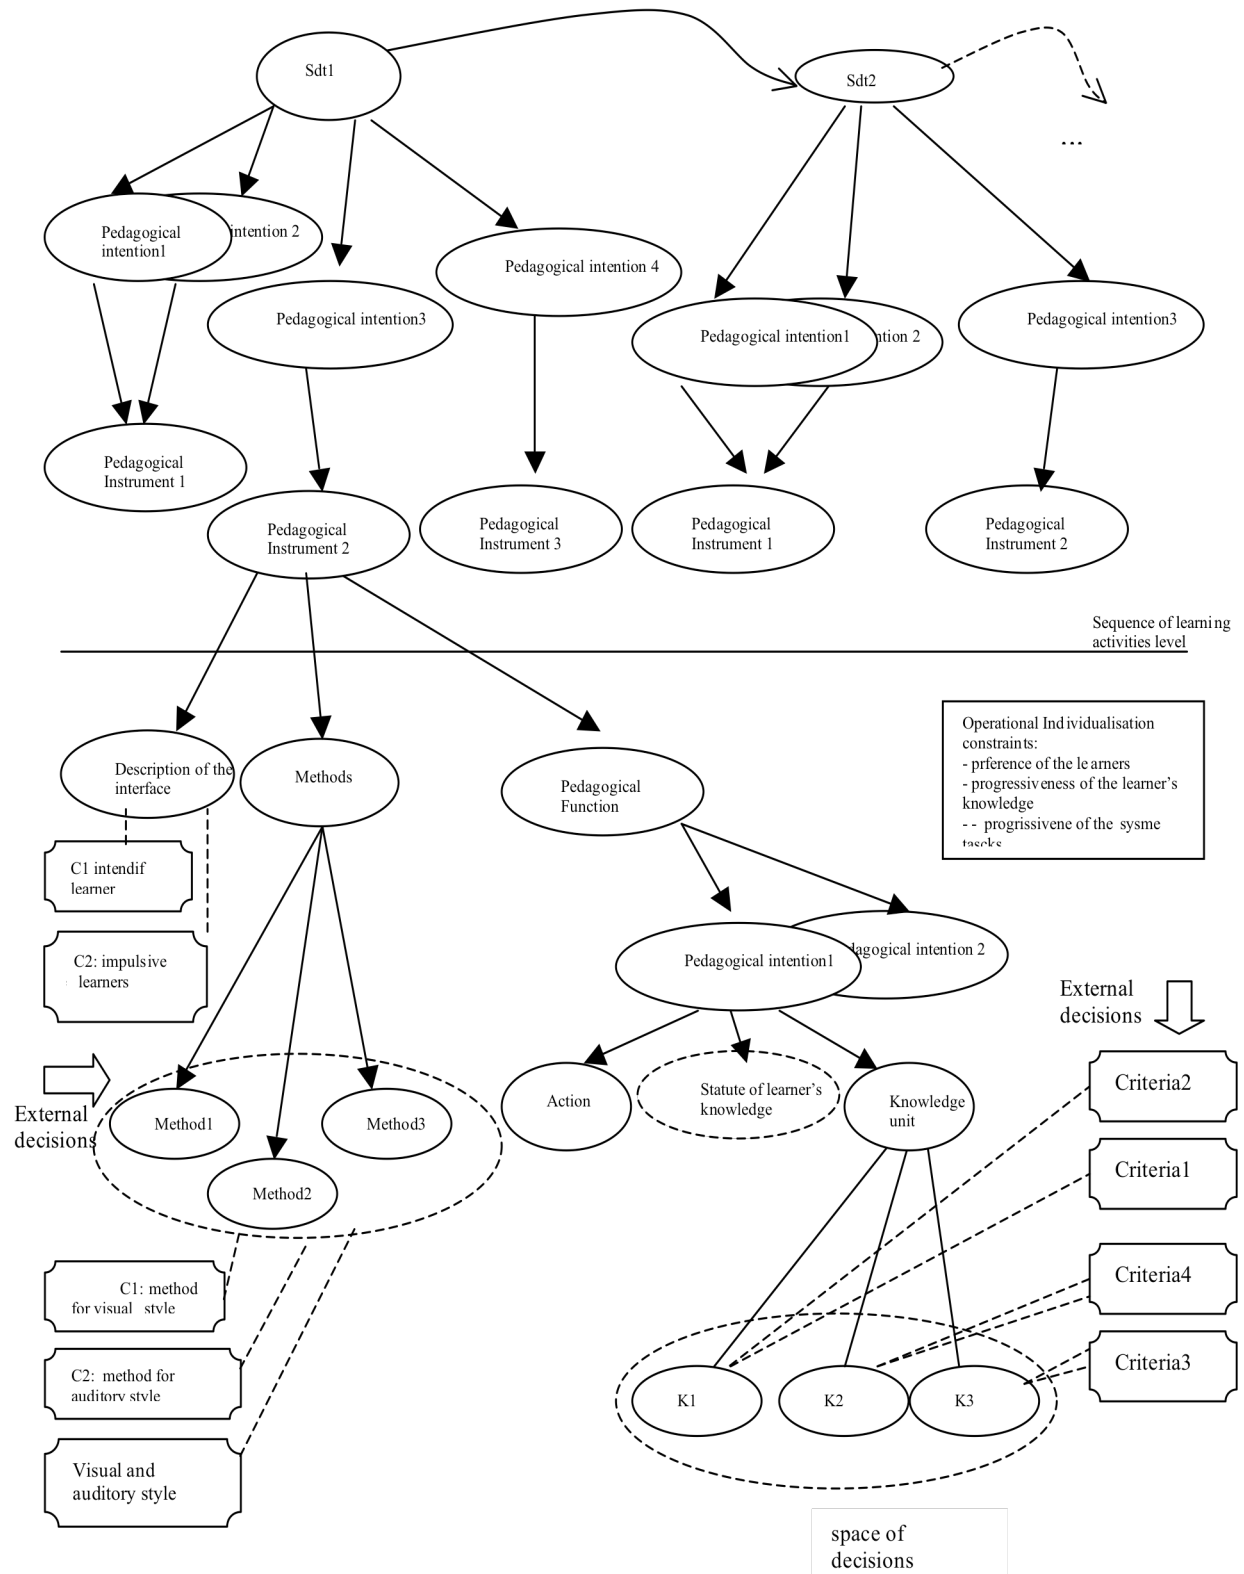 Sdt1
Sdt2
...
Pedagogical
intention1
intention 2
Pedagogical intention 4
Pedagogical intention3
Pedagogical intention1
ntion 2
Pedagogical intention3
Pedagogical
Instrument 1
Pedagogical
Instrument 2
Pedagogical
Instrument 3
Pedagogical
Instrument 1
Pedagogical
Instrument 2
Sequence of learning
activities level
Operational Individualisation
constraints:
- prference of the learners
- progressiveness of the learner's
knowledge
-- progrissivene of the sysme
tascks
Description of the
interface
Methods
Pedagogical
Function
C1 intendif
learner
C2: impulsive
learners
Pedagogical intention1
dagogical intention 2
External
decisions
External
decisions
Method1
Method3
Method2
Action
Statute of learner's
knowledge
Knowledge
unit
Criteria2
Criteria1
Criteria4
Criteria3
C1: method
for visual style
C2: method for
auditory style
Visual and
auditory style
K1
K2
K3
space of
decisions